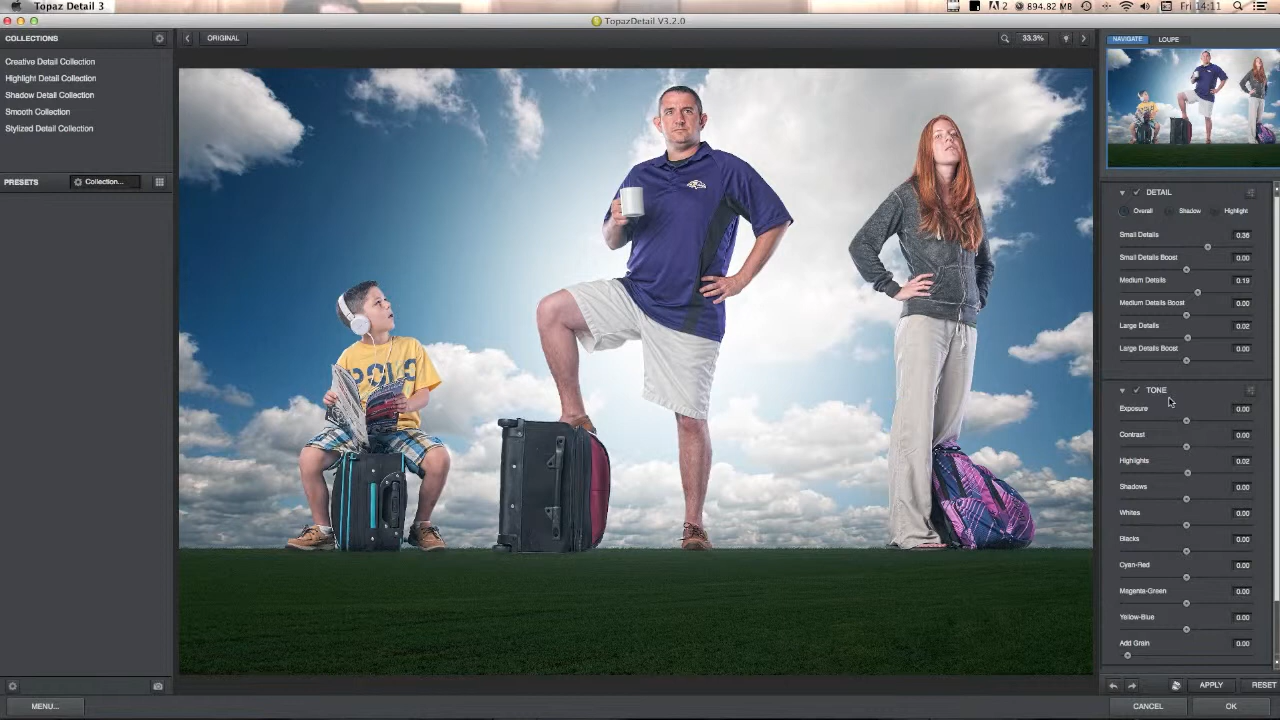 Topaz Detail 3
2
894.82 MB
Fri 14:11
TopazDetail V3.2.0
COLLECTIONS
Creative Detail Collection
Highlight Detail Collection
Shadow Detail Collection
Smooth Collection
Stylized Detail Collection
PRESETS
Collection...
ORIGINAL
33.3%
POLO
NAVIGATE
LOUPE
DETAIL
Overall
Shadow
Highlight
Small Details 0.36
Small Details Boost 0.00
Medium Details 0.19
Medium Details Boost 0.00
Large Details 0.02
Large Details Boost 0.00
TONE
Exposure 0.00
Contrast 0.00
Highlights 0.02
Shadows 0.00
Whites 0.00
Blacks 0.00
Cyan-Red 0.00
Magenta-Green 0.00
Yellow-Blue 0.00
Add Grain 0.00
APPLY
RESET
MENU...
CANCEL
OK